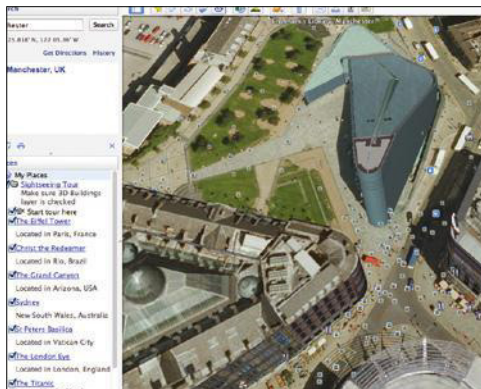 hester
Search
Get Directions History
Manchester, UK
My Places
Sightseeing Tour
Make sure 3D Buildings
layer is checked
Start tour here
The Eiffel Tower
Located in Paris, France
Christ the Redeemer
Located in Rio, Brazil
The Grand Canyon
Located in Arizona, USA
Sydney
New South Wales, Australia
St Peters Basilica
Located in Vatican City
The London Eye
Located in London, England
The Titanic